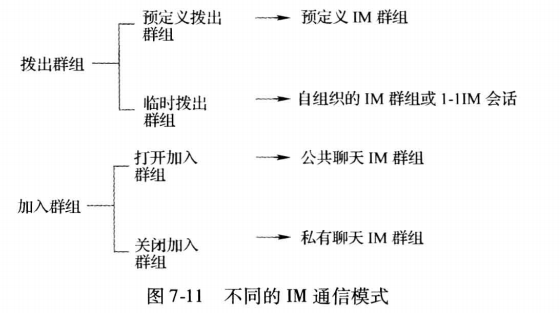 预定义拨出
群组
预定义 IM 群组
拨出群组
临时拨出
群组
自组织的 IM 群组或 1-1IM 会话
打开加入
群组
公共聊天 IM 群组
加入群组
关闭加入
群组
私有聊天 IM 群组
图 7-11 不同的 IM 通信模式